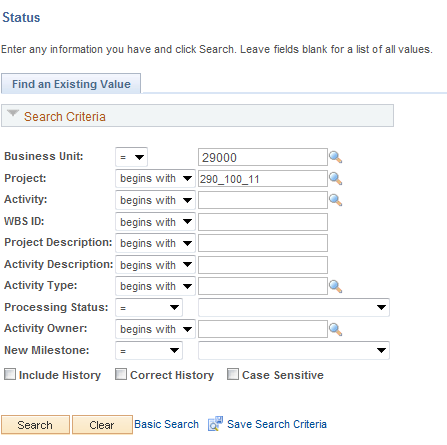 Status
Enter any information you have and click Search. Leave fields blank for a list of all values.
Find an Existing Value
Search Criteria
Business Unit: = 29000
Project: begins with 290_100_11
Activity: begins with
WBS ID: begins with
Project Description: begins with
Activity Description: begins with
Activity Type: begins with
Processing Status: =
Activity Owner: begins with
New Milestone: =
Include History Correct History Case Sensitive
Search Clear Basic Search Save Search Criteria